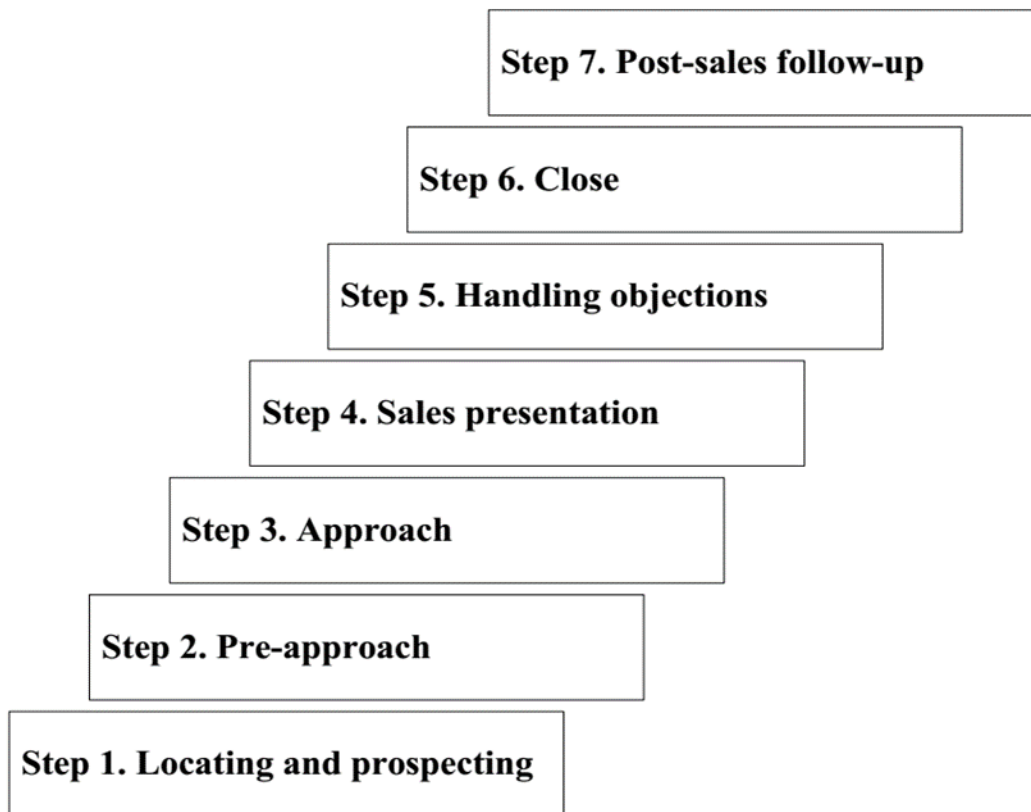 Step 7. Post-sales follow-up
Step 6. Close
Step 5. Handling objections
Step 4. Sales presentation
Step 3. Approach
Step 2. Pre-approach
Step 1. Locating and prospecting